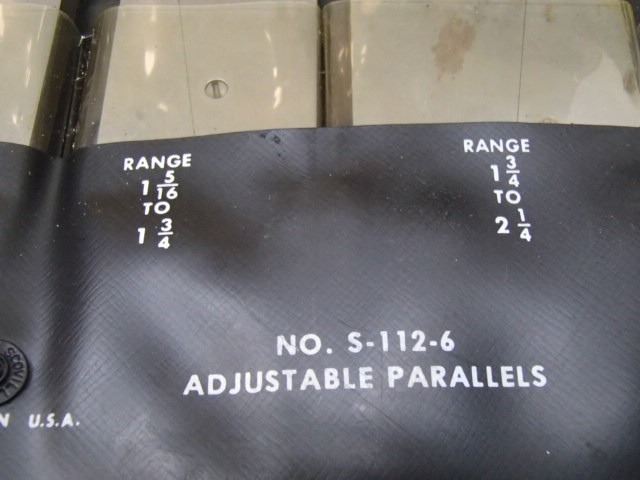 RANGE
1 5/16
TO
1 3/4
RANGE
1 3/4
TO
2 1/4
NO. S-112-6
ADJUSTABLE PARALLELS
SCOVILL
N U.S.A.